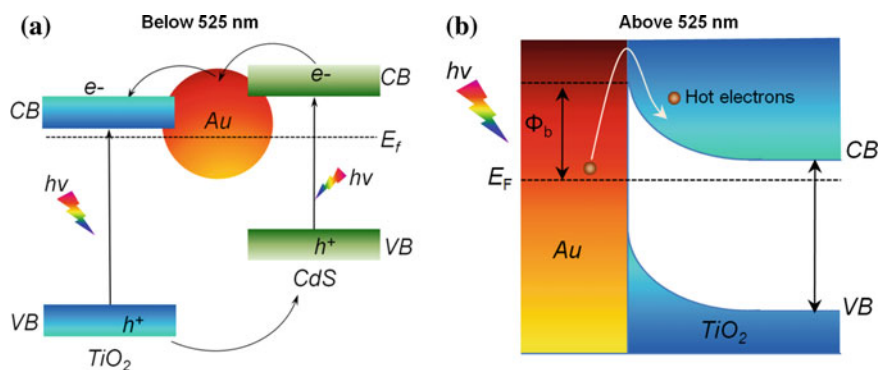 (a) Below 525 nm
e-
e-
CB
CB
Au
E_f
hv
hv
h+
VB
CdS
VB
h+
TiO2
(b) Above 525 nm
hv
Hot electrons
Φb
CB
EF
Au
VB
TiO2